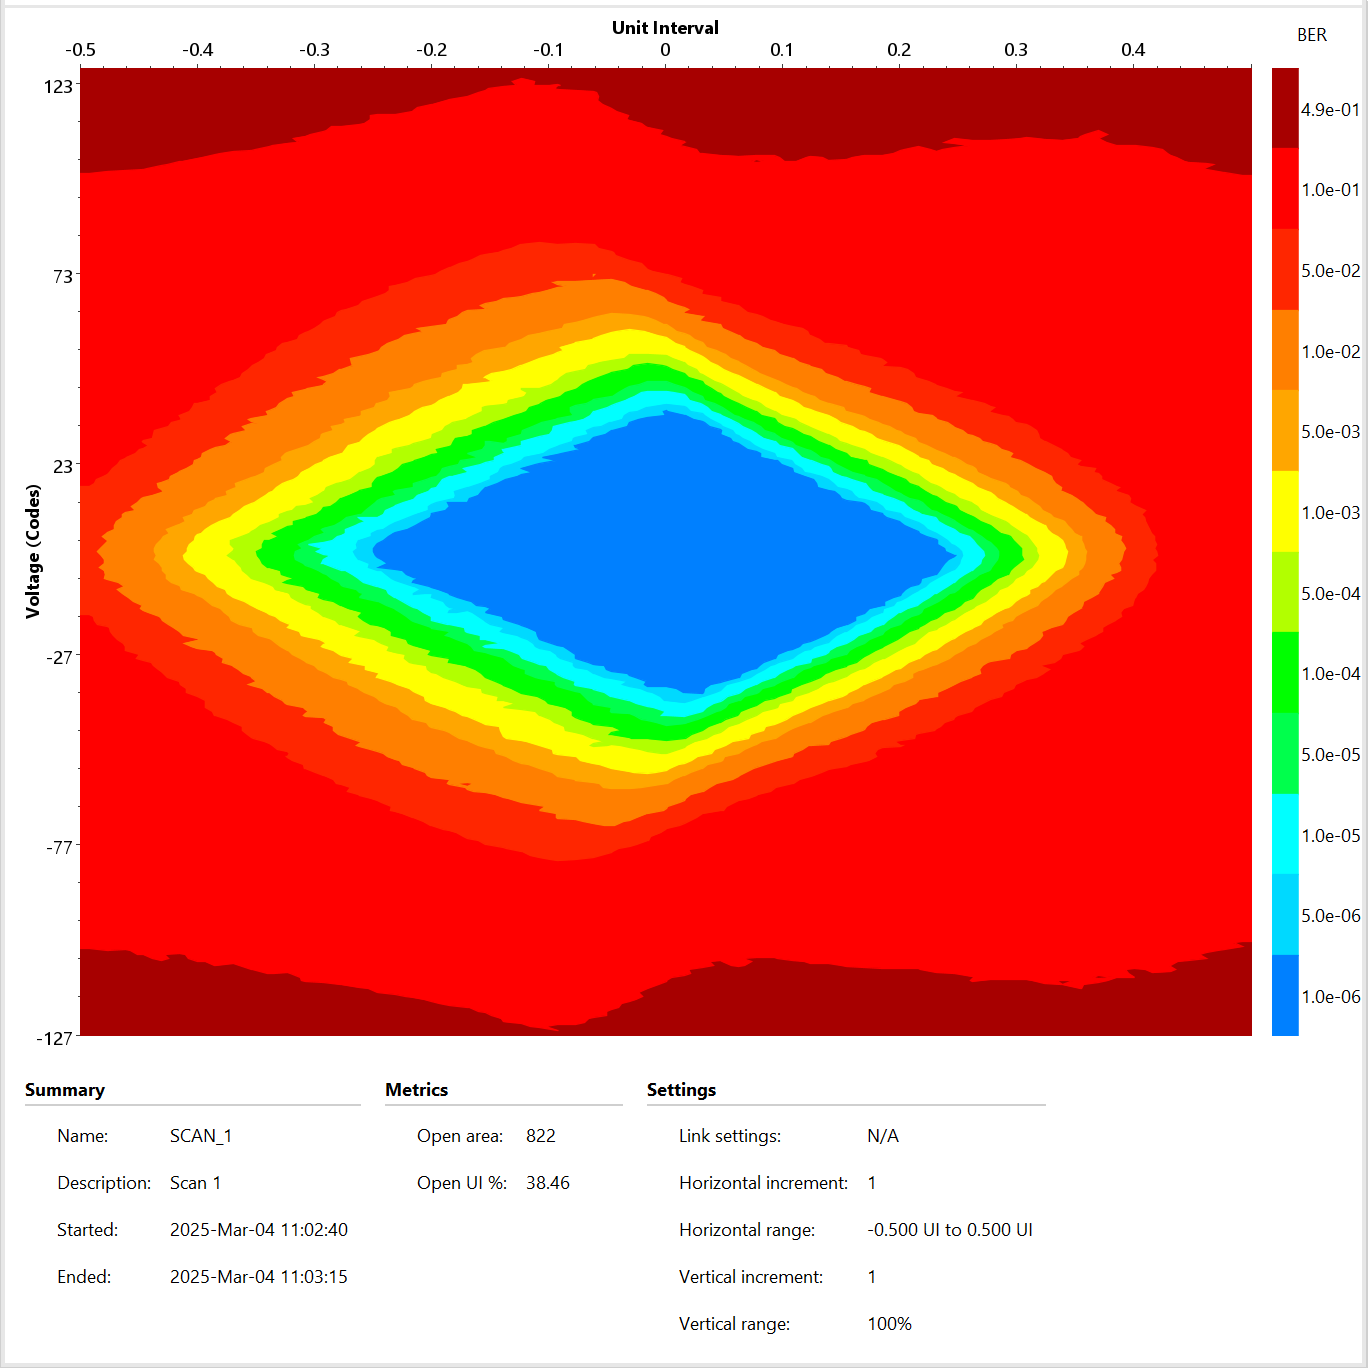 Unit Interval
BER
-0.5 -0.4 -0.3 -0.2 -0.1 0 0.1 0.2 0.3 0.4
123
73
23
-27
-77
-127
Voltage (Codes)
4.9e-01
1.0e-01
5.0e-02
1.0e-02
5.0e-03
1.0e-03
5.0e-04
1.0e-04
5.0e-05
1.0e-05
5.0e-06
1.0e-06
Summary
Name: SCAN_1
Description: Scan 1
Started: 2025-Mar-04 11:02:40
Ended: 2025-Mar-04 11:03:15
Metrics
Open area: 822
Open UI %: 38.46
Settings
Link settings: N/A
Horizontal increment: 1
Horizontal range: -0.500 UI to 0.500 UI
Vertical increment: 1
Vertical range: 100%